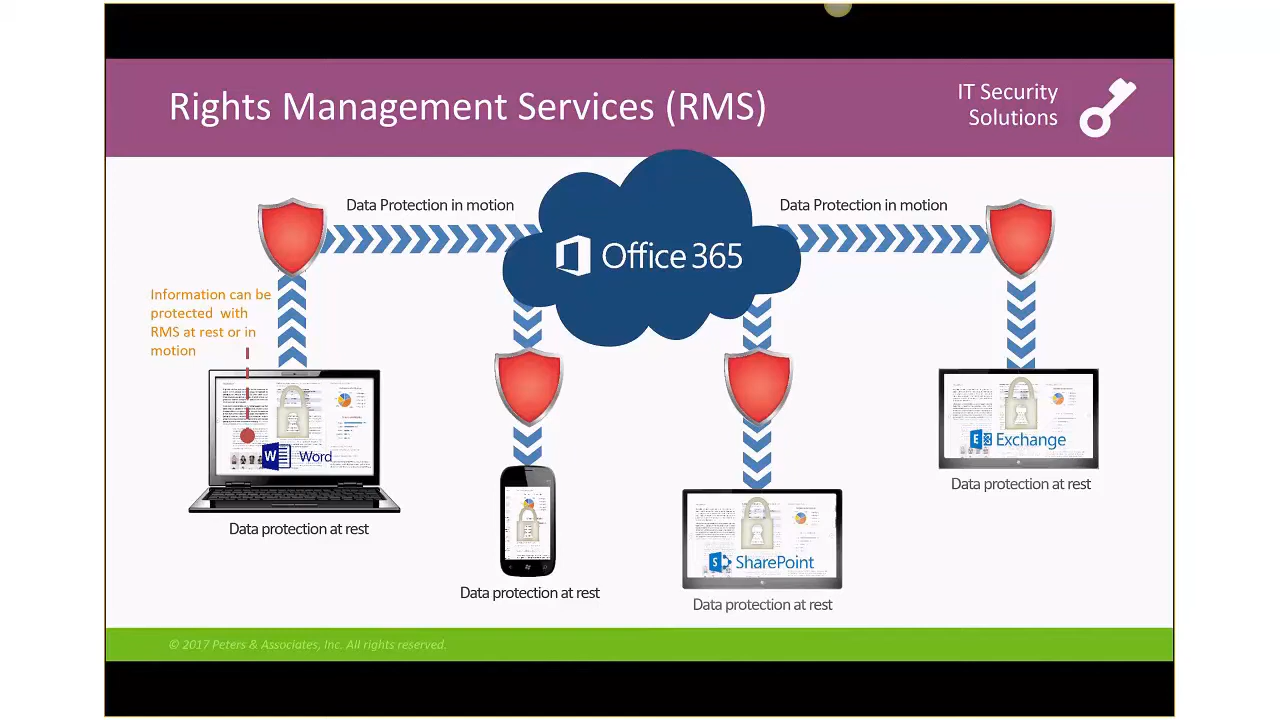 Rights Management Services (RMS)
IT Security
Solutions
Data Protection in motion
Data Protection in motion
Office 365
Information can be
protected with
RMS at rest or in
motion
Word
Exchange
Data protection at rest
Data protection at rest
SharePoint
Data protection at rest
Data protection at rest
© 2017 Peters & Associates, Inc. All rights reserved.